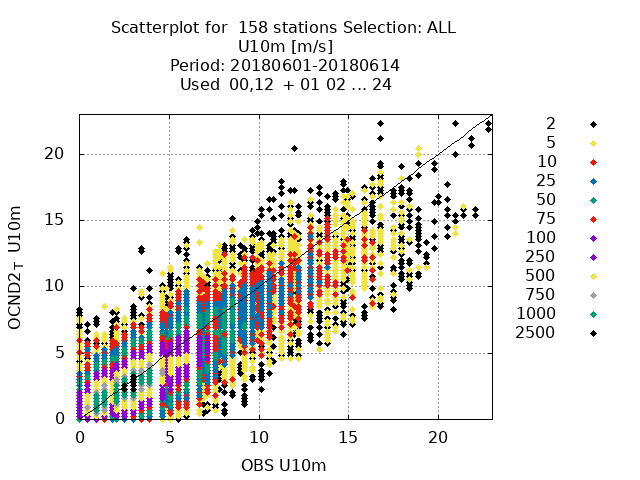 Scatterplot for 158 stations Selection: ALL
U10m [m/s]
Period: 20180601-20180614
Used 00,12 + 01 02 ... 24
2
5
10
25
50
75
100
250
500
750
1000
2500
20
15
10
5
0
OCND2 T U10m
0 5 10 15 20
OBS U10m